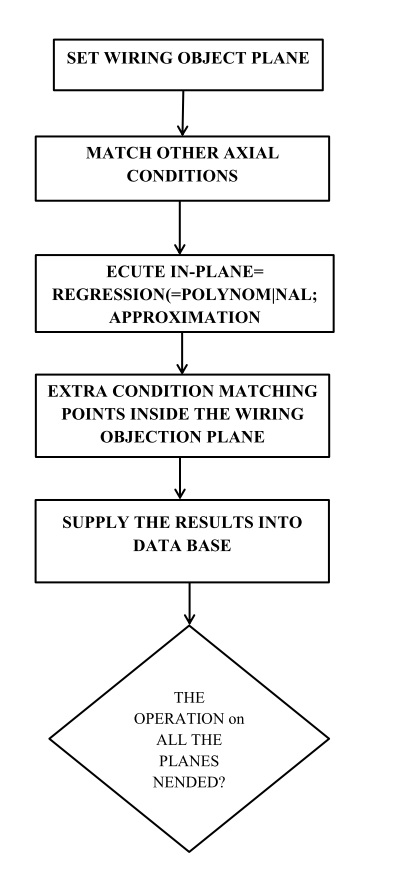 SET WIRING OBJECT PLANE
MATCH OTHER AXIAL
CONDITIONS
ECUTE IN-PLANE=
REGRESSION(=POLYNOM|NAL;
APPROXIMATION
EXTRA CONDITION MATCHING
POINTS INSIDE THE WIRING
OBJECTION PLANE
SUPPLY THE RESULTS INTO
DATA BASE
THE
OPERATION on
ALL THE
PLANES
NENDED?